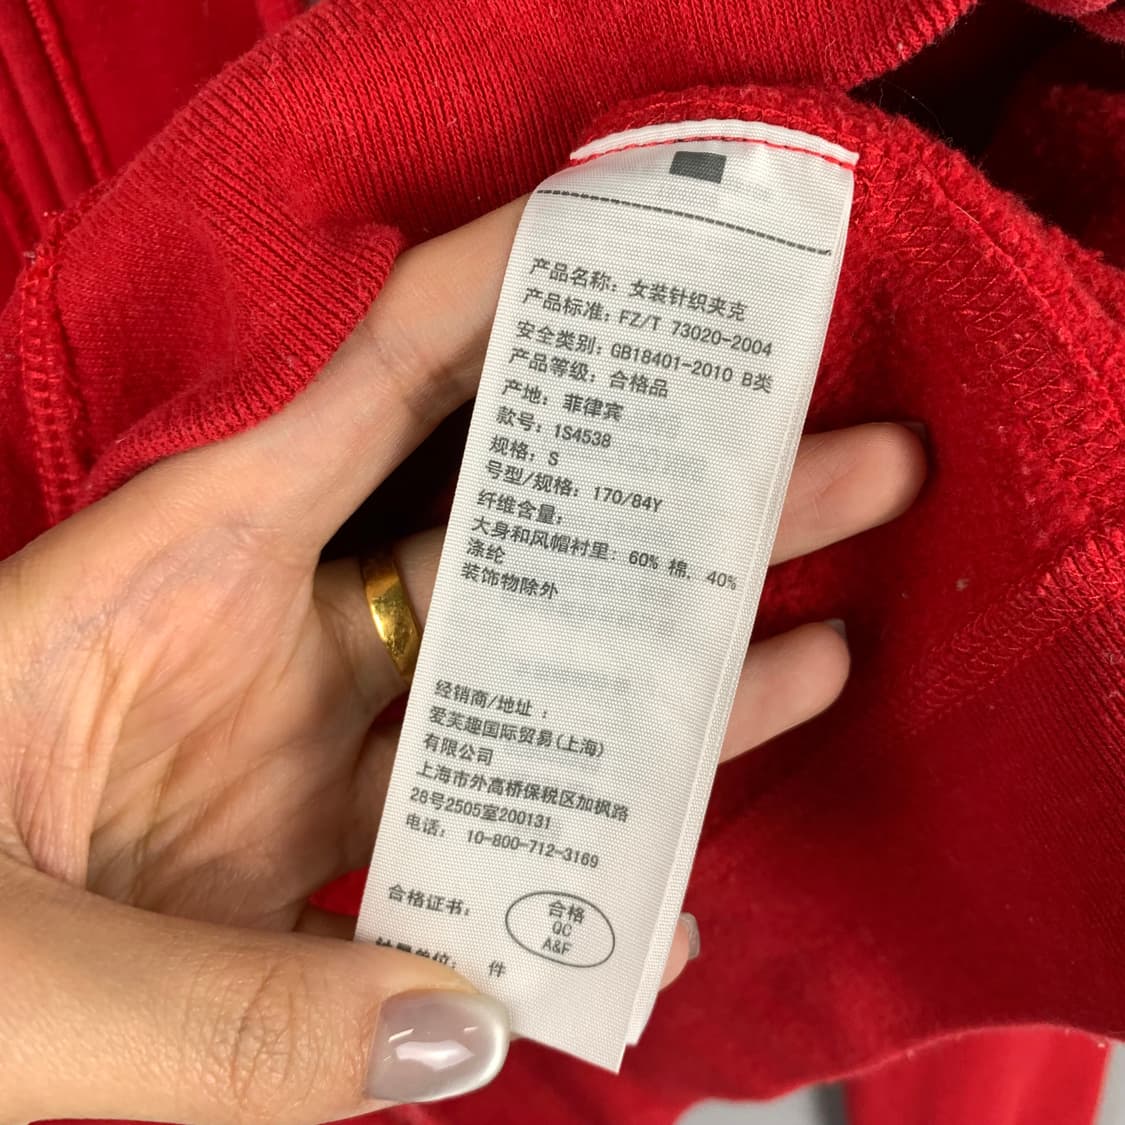 产品名称: 女装针织夹克
产品标准: FZ/T 73020-2004
安全类别: GB18401-2010 B类
产品等级: 合格品
产地: 菲律宾
款号: 1S4538
规格: S
号型/规格: 170/84Y
纤维含量:
大身和风帽衬里: 60% 棉, 40%
涤纶
装饰物除外
经销商/地址 :
爱芙趣国际贸易(上海)
有限公司
上海市外高桥保税区加枫路
28号2505室200131
电话: 10-800-712-3169
合格证书:
合格
QC
A&F
计量单位: 件